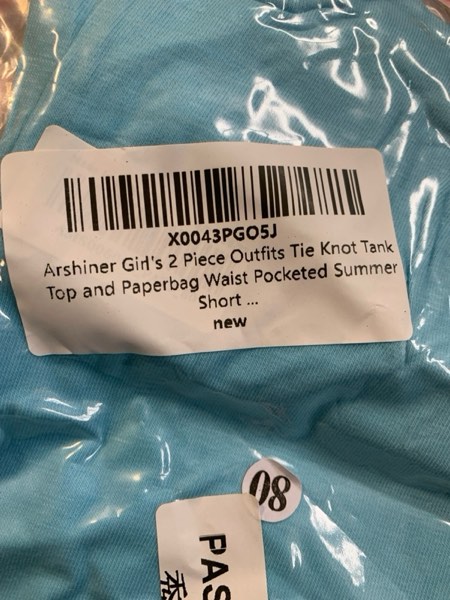 X0043PGO5J
Arshiner Girl's 2 Piece Outfits Tie Knot Tank
Top and Paperbag Waist Pocketed Summer
Short ...
new
08
PAS